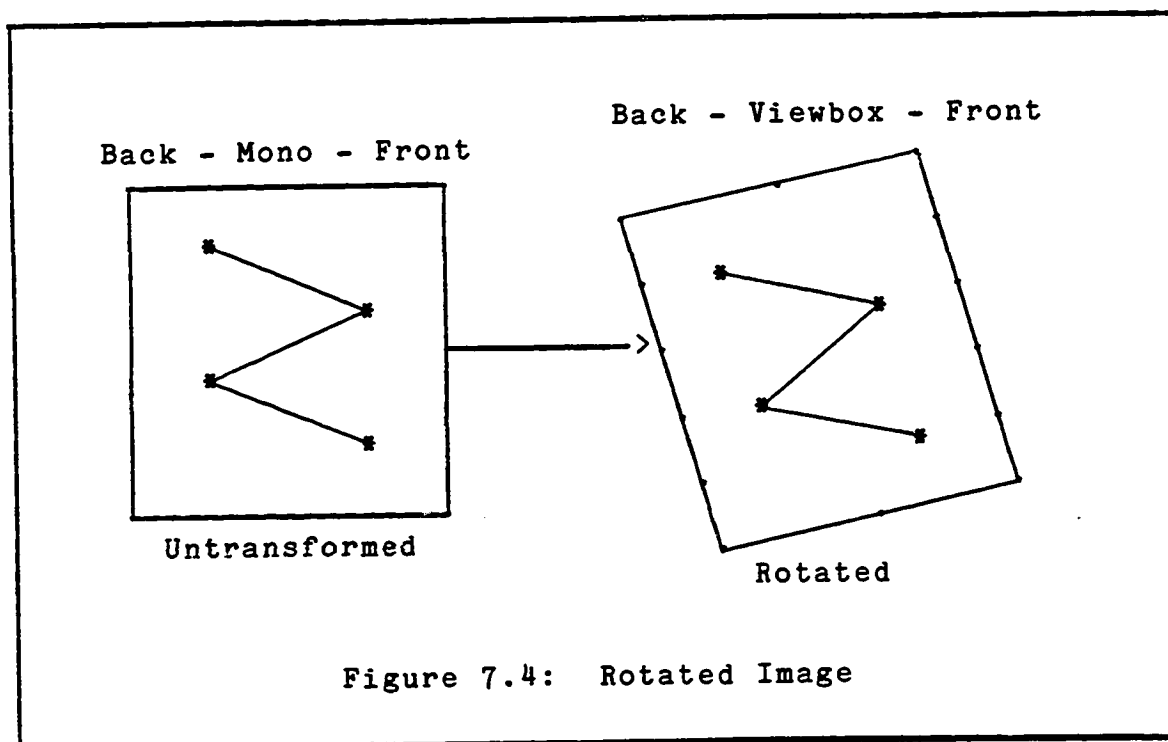 Back - Viewbox - Front
Back - Mono - Front
Untransformed
Rotated
Figure 7.4: Rotated Image